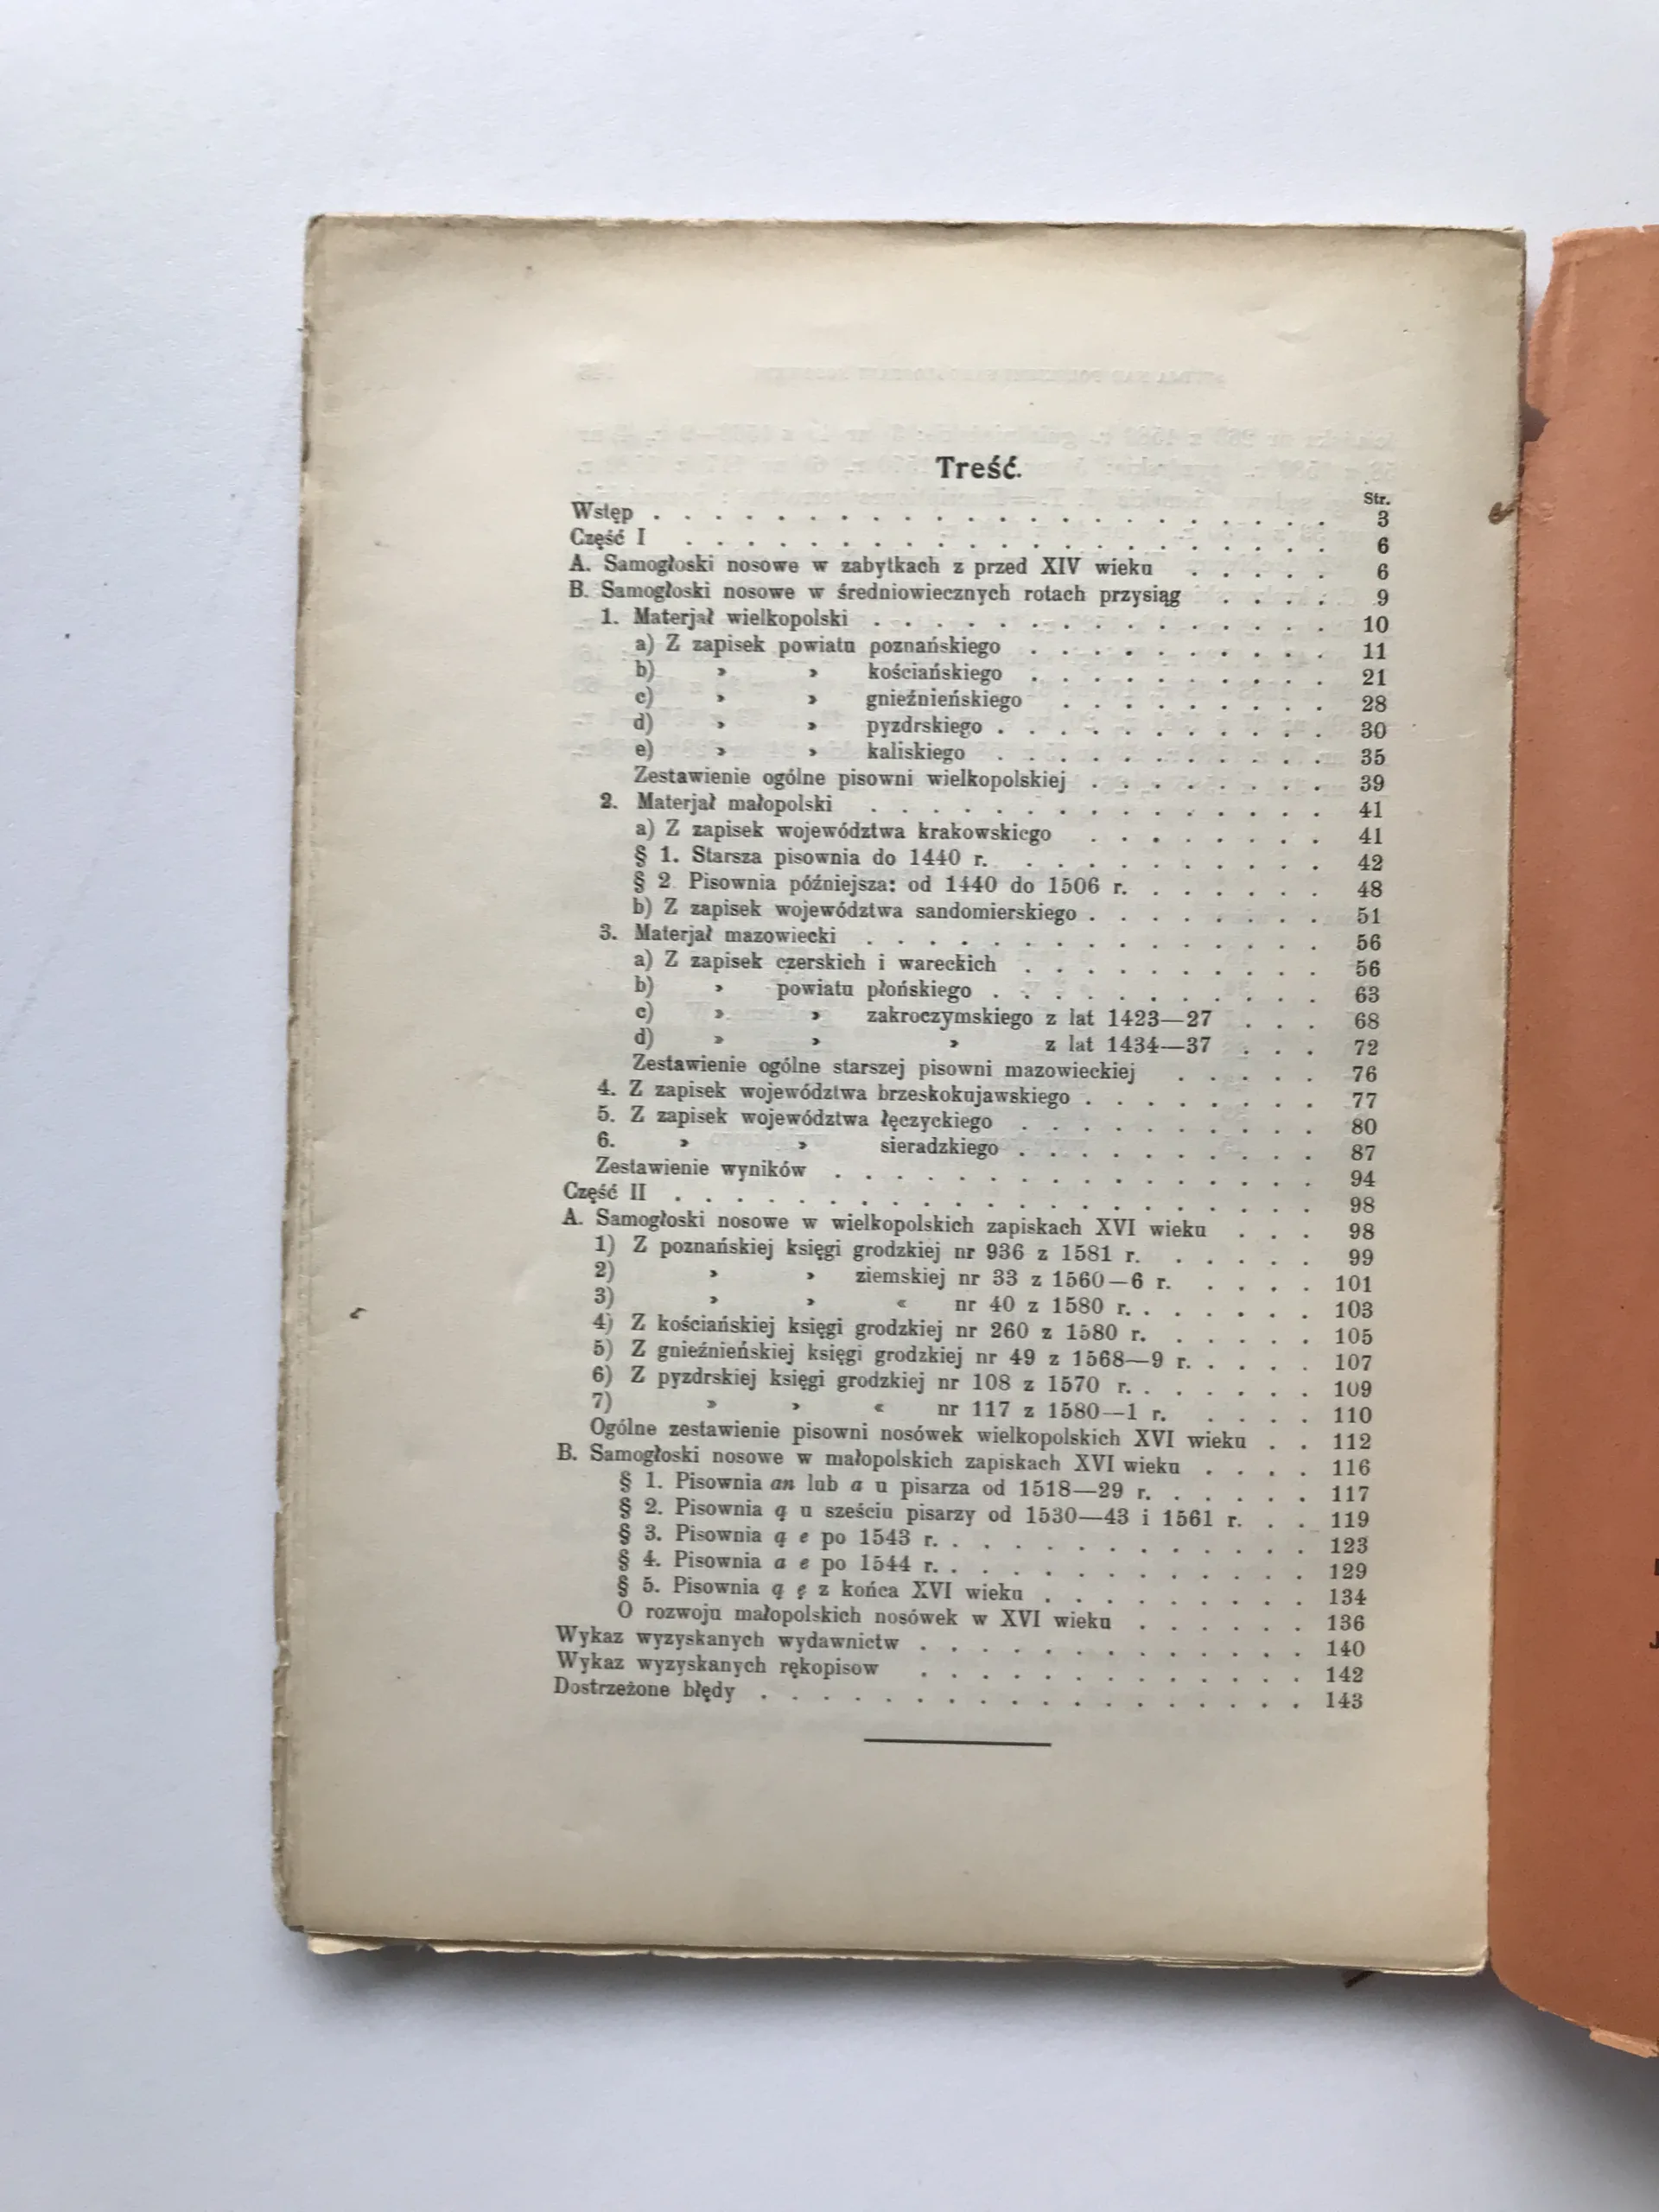 Treść.
Str.
Wstęp . . . . . . . . . . . . . . . . . . . . . . 3
Część I . . . . . . . . . . . . . . . . . . . . . 6
A. Samogłoski nosowe w zabytkach z przed XIV wieku . . . . . 6
B. Samogłoski nosowe w średniowiecznych rotach przysiąg . . . . 9
1. Materjał wielkopolski . . . . . . . . . . . . . . . 10
a) Z zapisek powiatu poznańskiego . . . . . . . . . . 11
b) » » kościańskiego . . . . . . . . . . 21
c) » » gnieźnieńskiego . . . . . . . . . 28
d) » » pyzdrskiego . . . . . . . . . . . 30
e) » » kaliskiego . . . . . . . . . . . 35
Zestawienie ogólne pisowni wielkopolskiej . . . . . . . . 39
2. Materjał małopolski . . . . . . . . . . . . . . . 41
a) Z zapisek województwa krakowskiego . . . . . . . . 41
§ 1. Starsza pisownia do 1440 r. . . . . . . . . . . 42
§ 2 Pisownia późniejsza: od 1440 do 1506 r. . . . . . . 48
b) Z zapisek województwa sandomierskiego . . . . . . . . 51
3. Materjał mazowiecki . . . . . . . . . . . . . . . 56
a) Z zapisek czerskich i wareckich . . . . . . . . . . 56
b) » powiatu płońskiego . . . . . . . . . . . 63
c) » » zakroczymskiego z lat 1423—27 . . . 68
d) » » » z lat 1434—37 . . . 72
Zestawienie ogólne starszej pisowni mazowieckiej . . . . . 76
4. Z zapisek województwa brzeskokujawskiego . . . . . . . . 77
5. Z zapisek województwa łęczyckiego . . . . . . . . . . 80
6. » » sieradzkiego . . . . . . . . . . 87
Zestawienie wyników . . . . . . . . . . . . . . . . 94
Część II . . . . . . . . . . . . . . . . . . . . . 98
A. Samogłoski nosowe w wielkopolskich zapiskach XVI wieku . . . 98
1) Z poznańskiej księgi grodzkiej nr 936 z 1581 r. . . . . . 99
2) » » ziemskiej nr 33 z 1560—6 r. . . . . 101
3) » » « nr 40 z 1580 r. . . . . . . 103
4) Z kościańskiej księgi grodzkiej nr 260 z 1580 r. . . . . . 105
5) Z gnieźnieńskiej księgi grodzkiej nr 49 z 1568—9 r. . . . . 107
6) Z pyzdrskiej księgi grodzkiej nr 108 z 1570 r. . . . . . . 109
7) » » « nr 117 z 1580—1 r. . . . . 110
Ogólne zestawienie pisowni nosówek wielkopolskich XVI wieku . . 112
B. Samogłoski nosowe w małopolskich zapiskach XVI wieku . . . . 116
§ 1. Pisownia an lub a u pisarza od 1518—29 r. . . . . . 117
§ 2. Pisownia ą u sześciu pisarzy od 1530—43 i 1561 r. . . 119
§ 3. Pisownia ą e po 1543 r. . . . . . . . . . . . . 123
§ 4. Pisownia a e po 1544 r. . . . . . . . . . . . . 129
§ 5. Pisownia ą ę z końca XVI wieku . . . . . . . . . 134
O rozwoju małopolskich nosówek w XVI wieku . . . . . . 136
Wykaz wyzyskanych wydawnictw . . . . . . . . . . . . . 140
Wykaz wyzyskanych rękopisow . . . . . . . . . . . . . 142
Dostrzeżone błędy . . . . . . . . . . . . . . . . . . 143